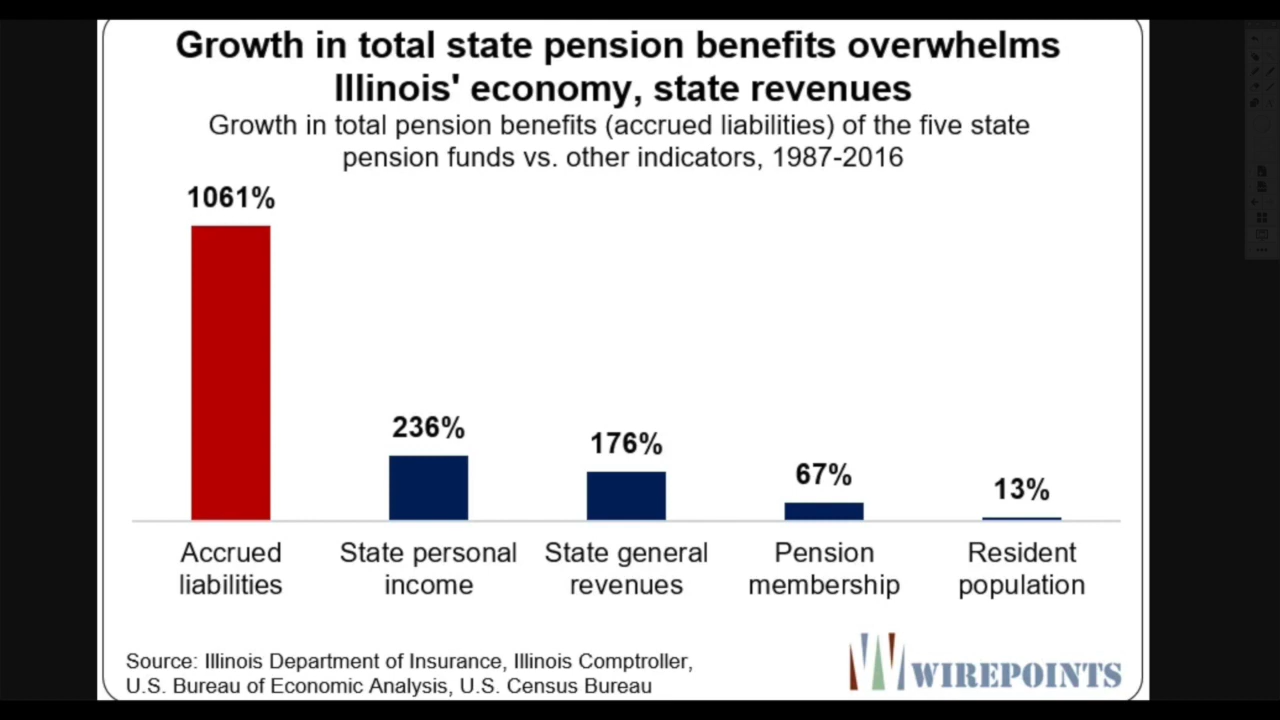 Growth in total state pension benefits overwhelms
Illinois' economy, state revenues
Growth in total pension benefits (accrued liabilities) of the five state
pension funds vs. other indicators, 1987-2016
1061%
236%
176%
67%
13%
Accrued
liabilities
State personal
income
State general
revenues
Pension
membership
Resident
population
Source: Illinois Department of Insurance, Illinois Comptroller,
U.S. Bureau of Economic Analysis, U.S. Census Bureau
WIREPOINTS